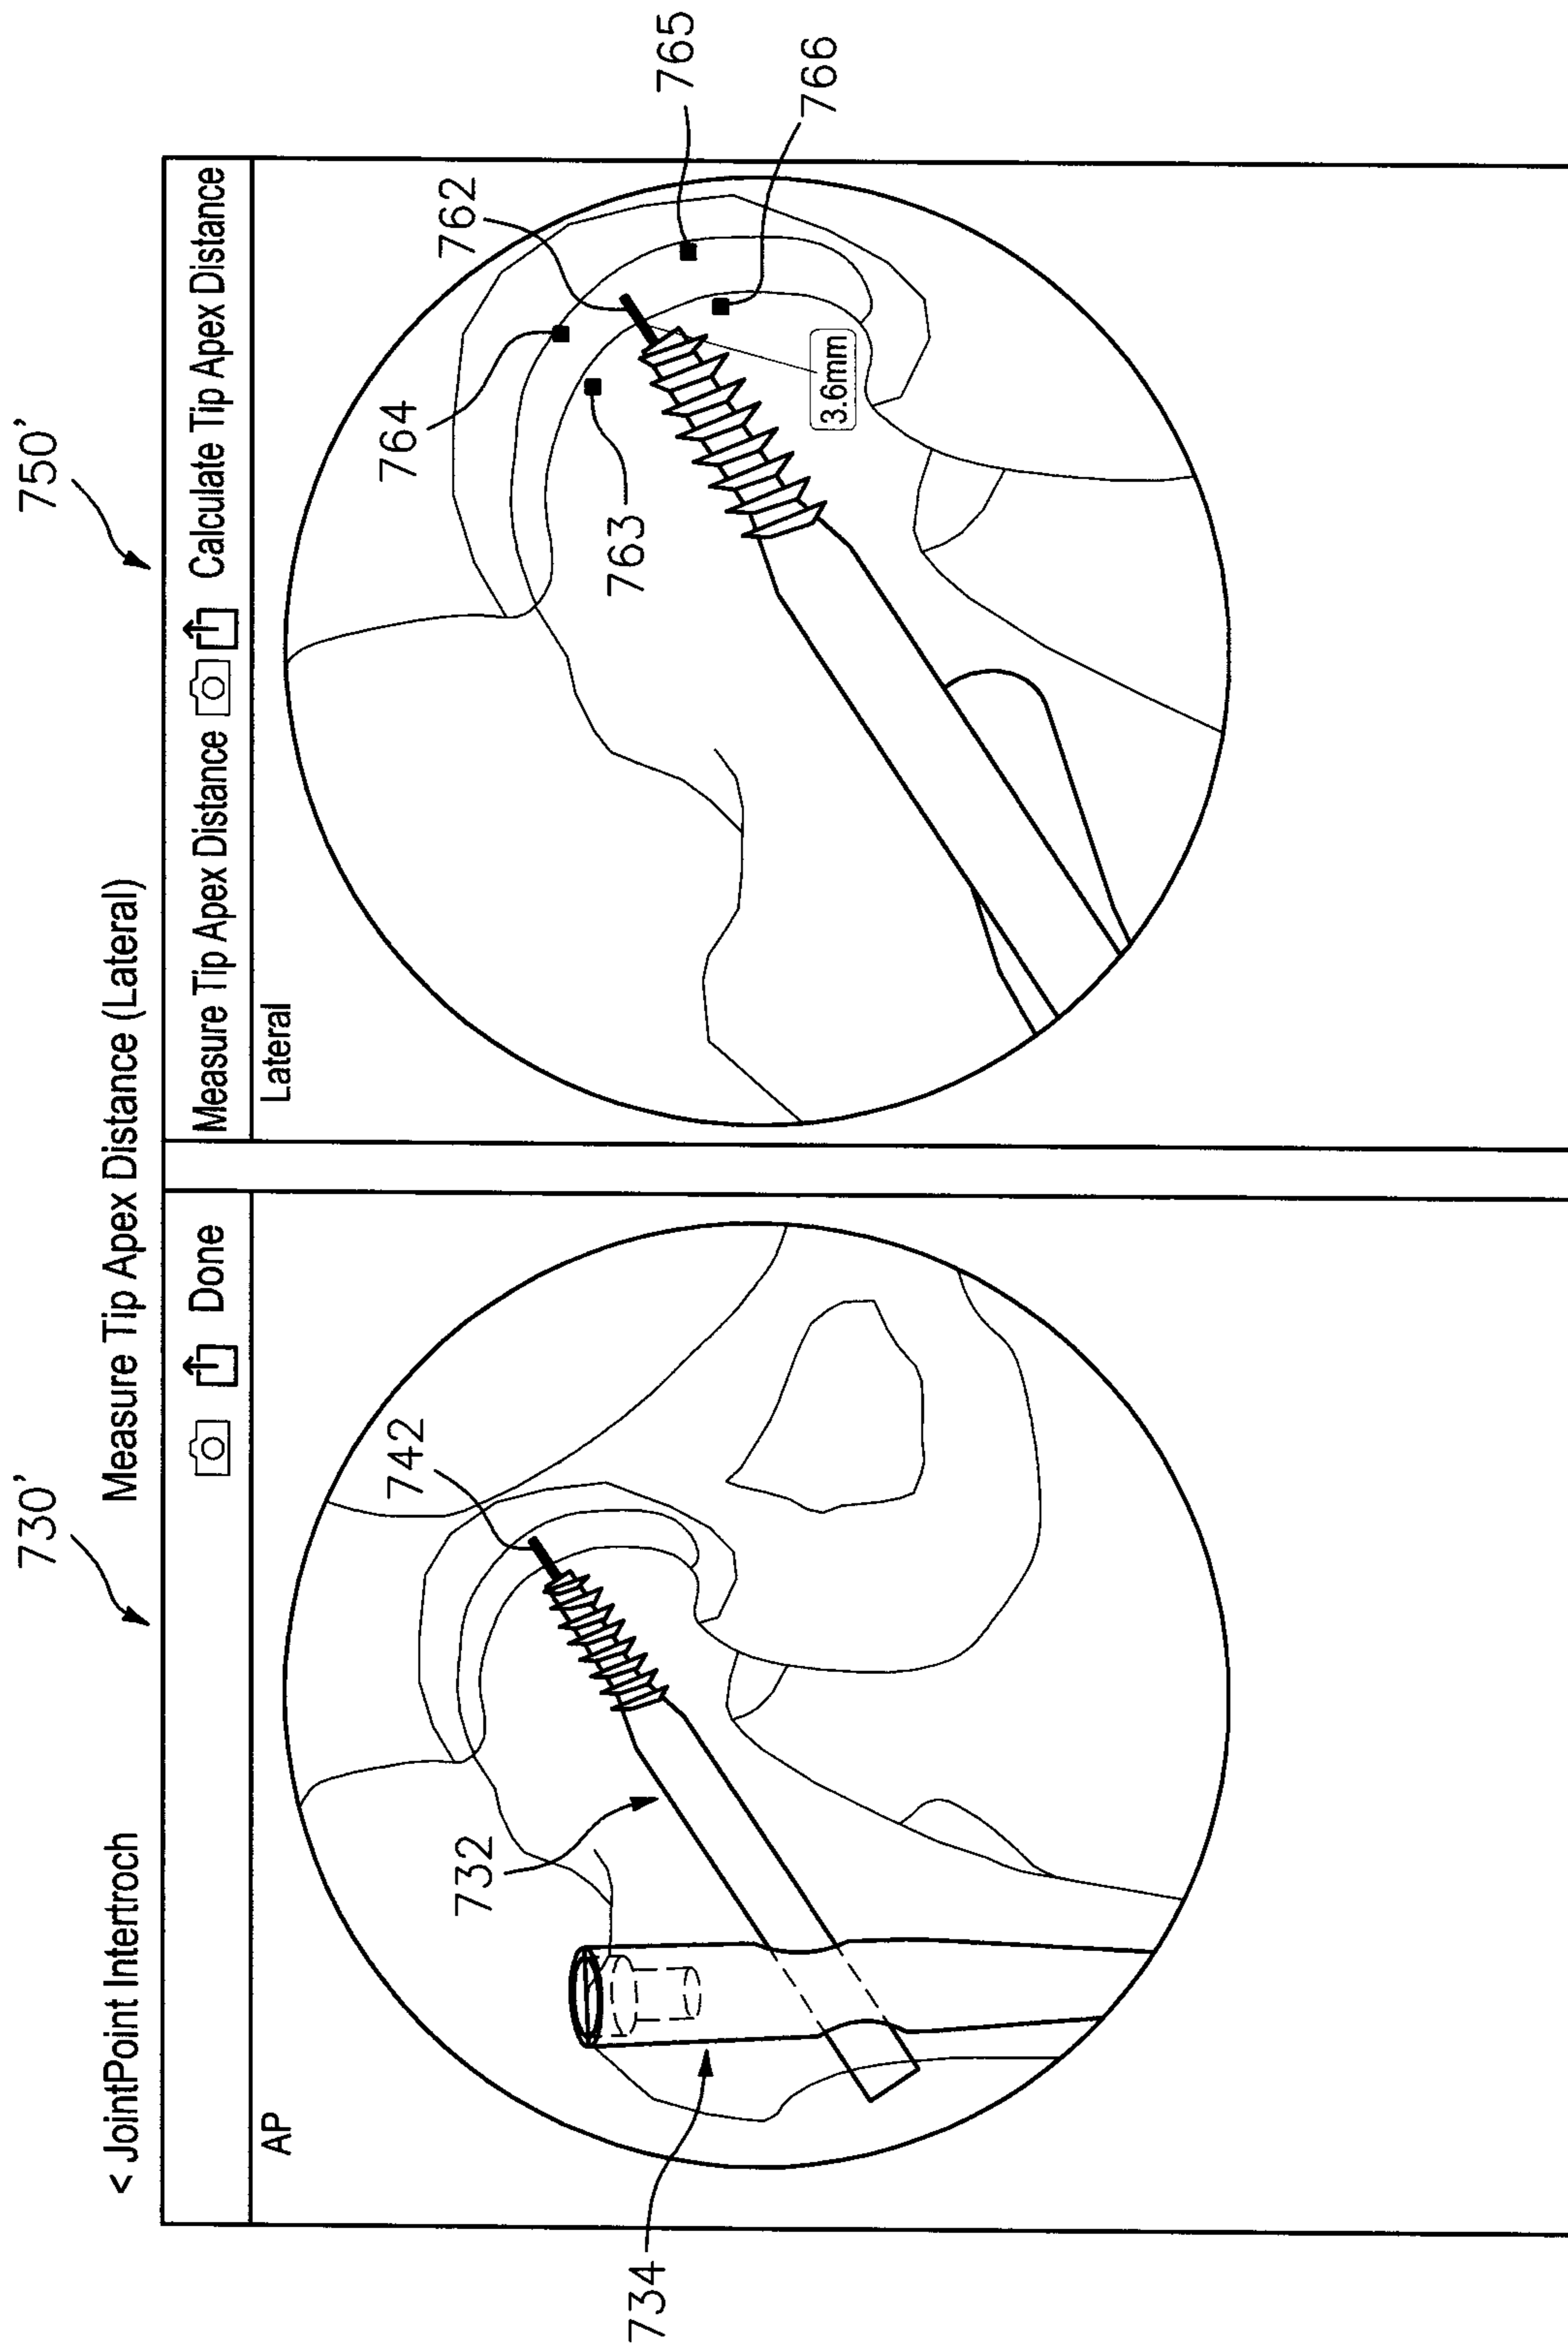 730'
750'
< JointPoint Intertroch
Measure Tip Apex Distance (Lateral)
Done
Measure Tip Apex Distance
Calculate Tip Apex Distance
AP
Lateral
742
732
734
762
764
763
765
766
3.6mm